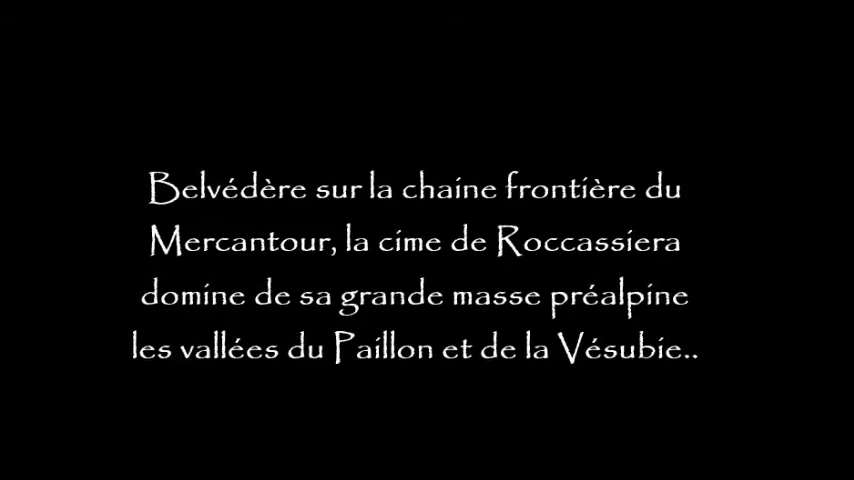 Belvédère sur la chaine frontière du
Mercantour, la cime de Roccassiera
domine de sa grande masse préalpine
les vallées du Paillon et de la Vésubie..